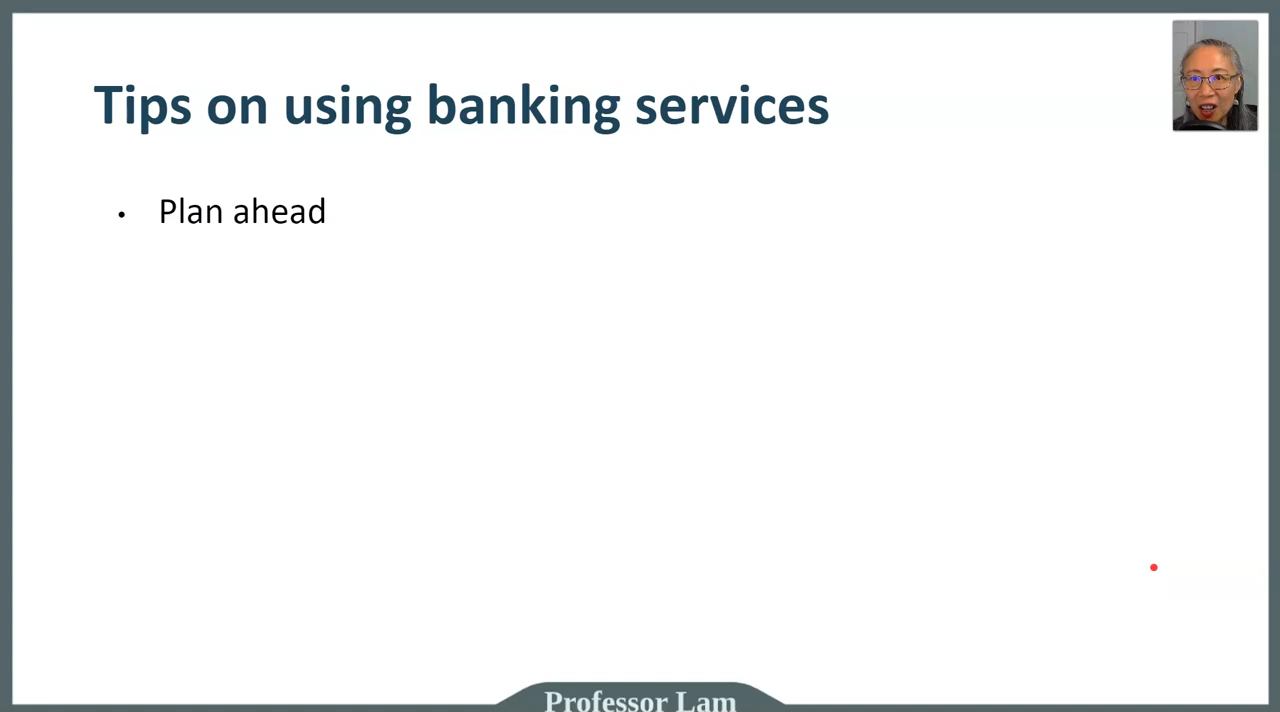 Tips on using banking services
• Plan ahead
Professor Lam